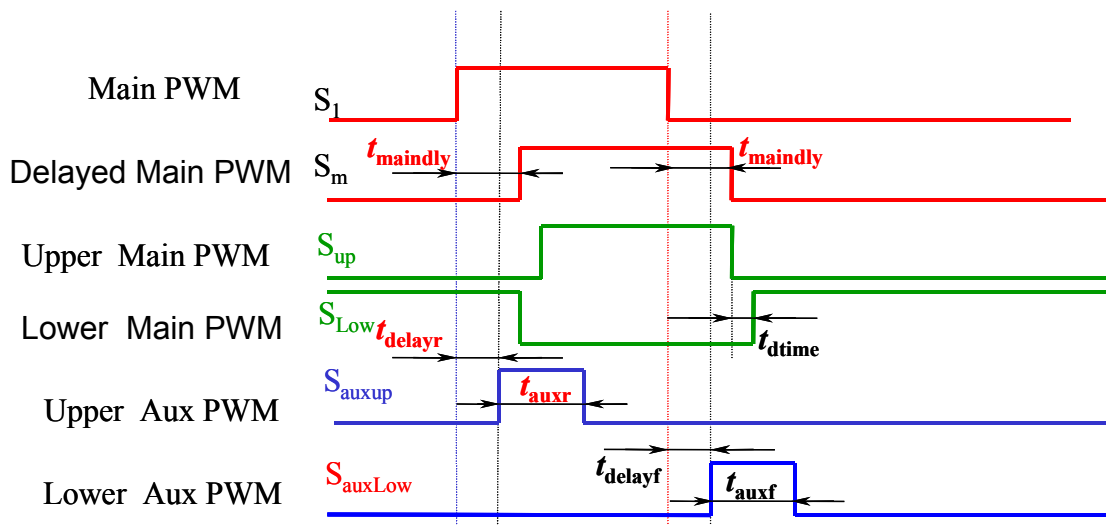 Main PWM
S1
tmaindly
tmaindly
Delayed Main PWM
Sm
Upper Main PWM
Sup
Lower Main PWM
SLow
tdelayr
tdtime
Upper Aux PWM
Sauxup
tauxr
tdelayf
Lower Aux PWM
SauxLow
tauxf